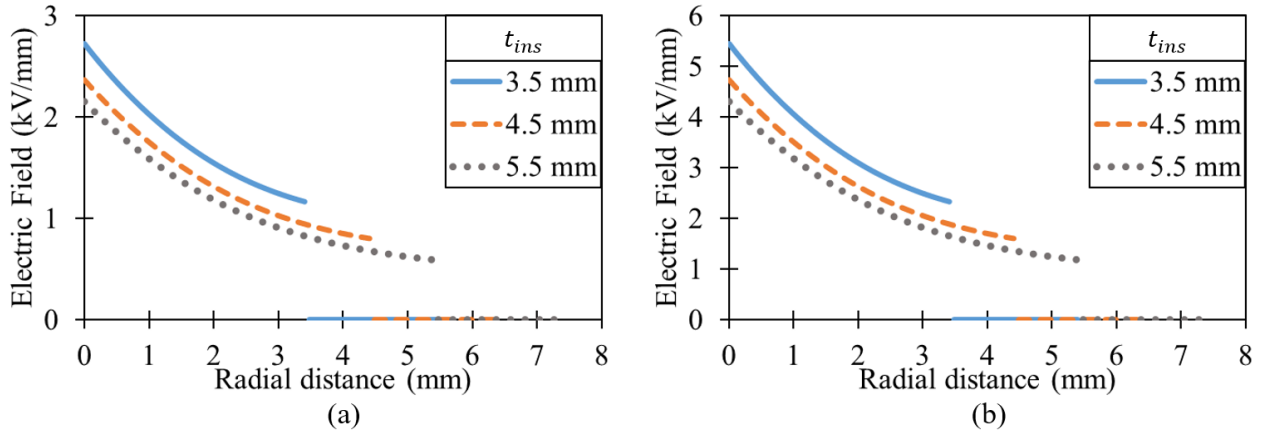 Electric Field (kV/mm)
3
2
1
0
t_ins
3.5 mm
4.5 mm
5.5 mm
0 1 2 3 4 5 6 7 8
Radial distance (mm)
(a)
Electric Field (kV/mm)
6
5
4
3
2
1
0
t_ins
3.5 mm
4.5 mm
5.5 mm
0 1 2 3 4 5 6 7 8
Radial distance (mm)
(b)